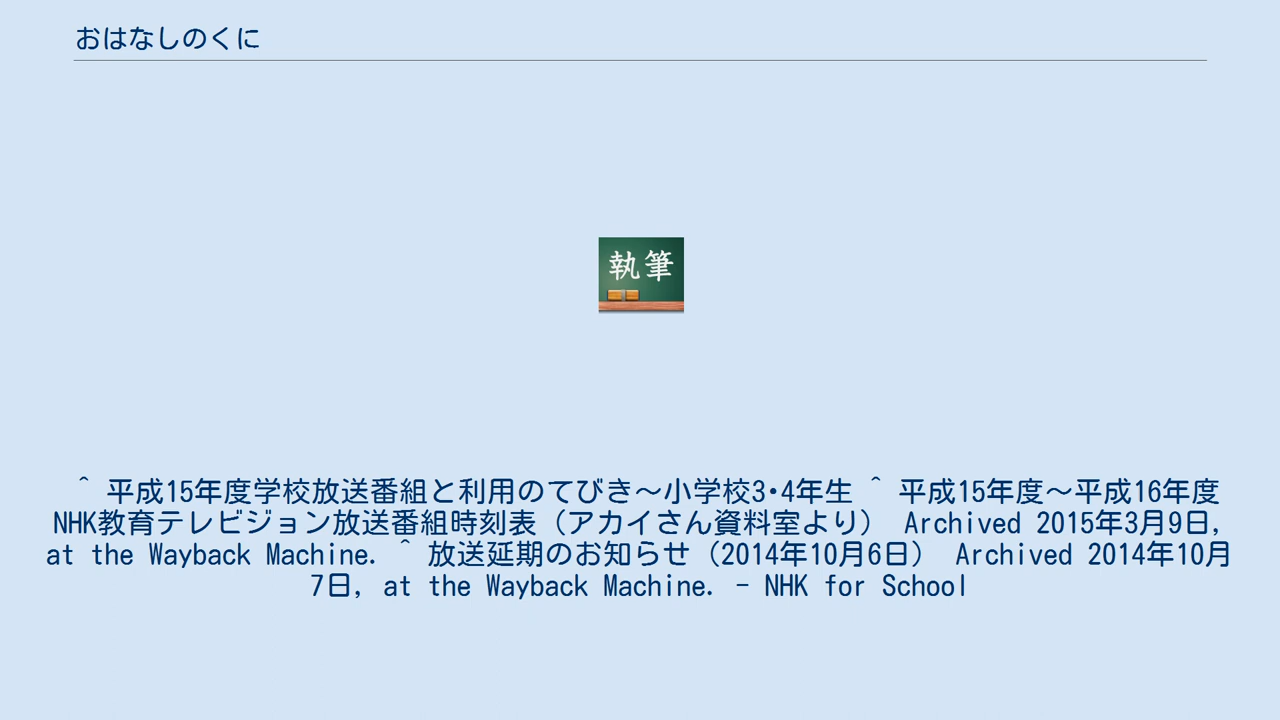 おはなしのくに
執筆
^ 平成15年度学校放送番組と利用のてびき～小学校3・4年生 ^ 平成15年度～平成16年度
NHK教育テレビジョン放送番組時刻表（アカイさん資料室より） Archived 2015年3月9日,
at the Wayback Machine. ^ 放送延期のお知らせ（2014年10月6日） Archived 2014年10月
7日, at the Wayback Machine. - NHK for School